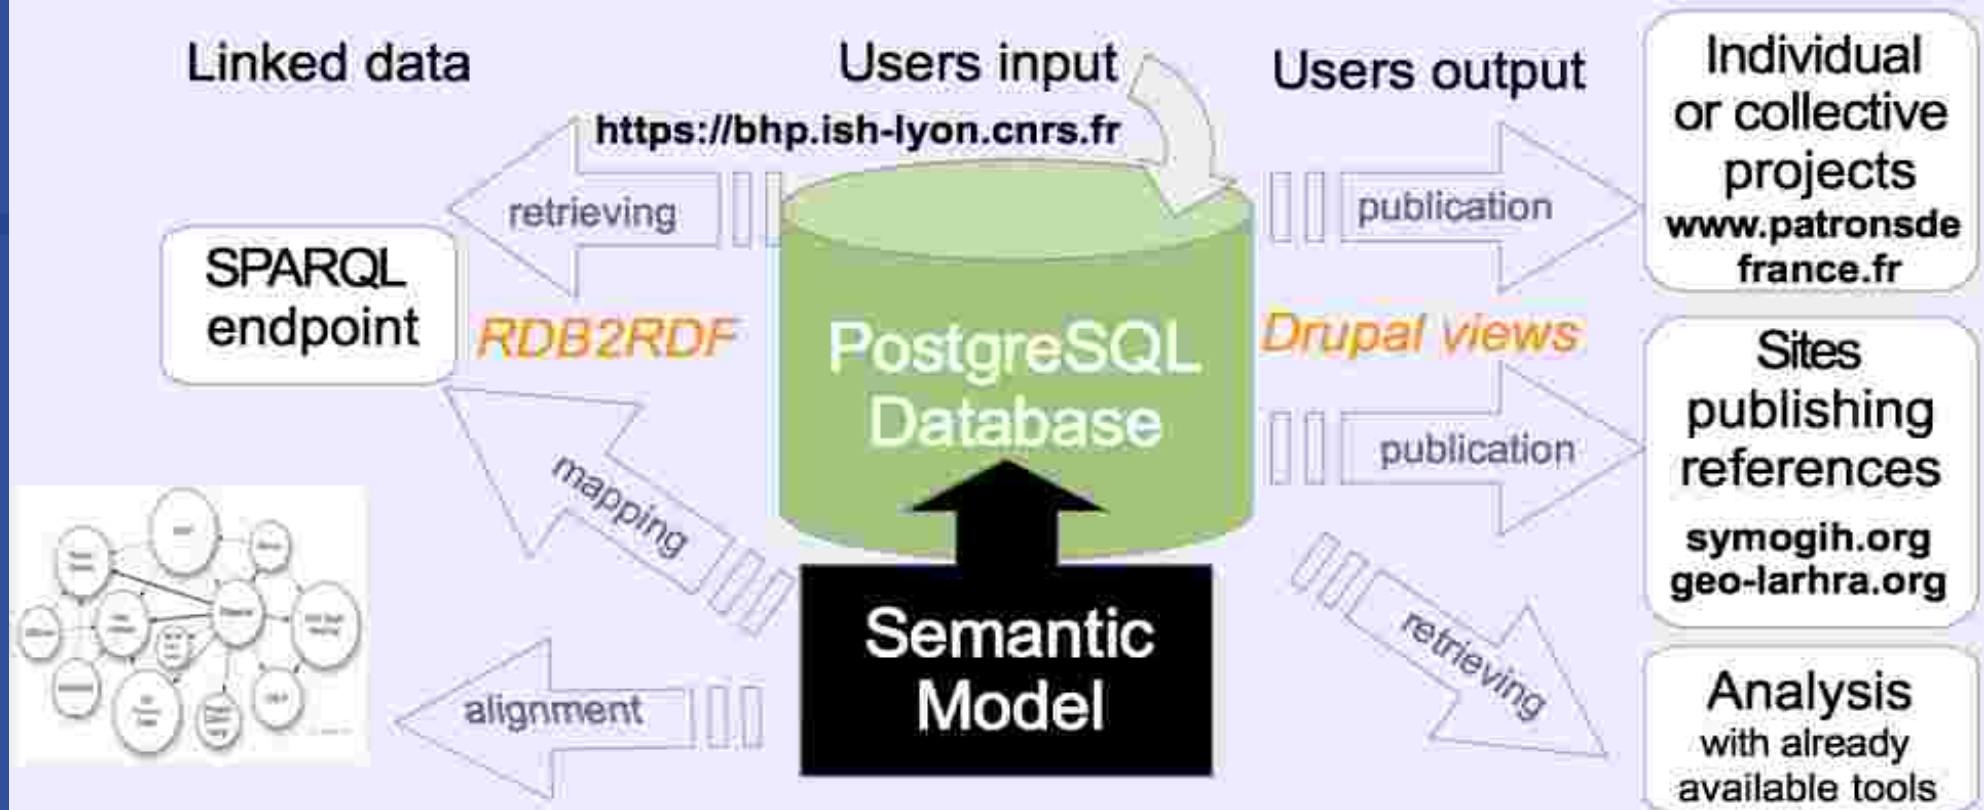 Linked data
Users input
Users output
https://bhp.ish-lyon.cnrs.fr
retrieving
SPARQL
endpoint
RDB2RDF
mapping
alignment
PostgreSQL
Database
Semantic
Model
publication
Drupal views
publication
retrieving
Individual
or collective
projects
www.patronsde
france.fr
Sites
publishing
references
symogih.org
geo-larhra.org
Analysis
with already
available tools